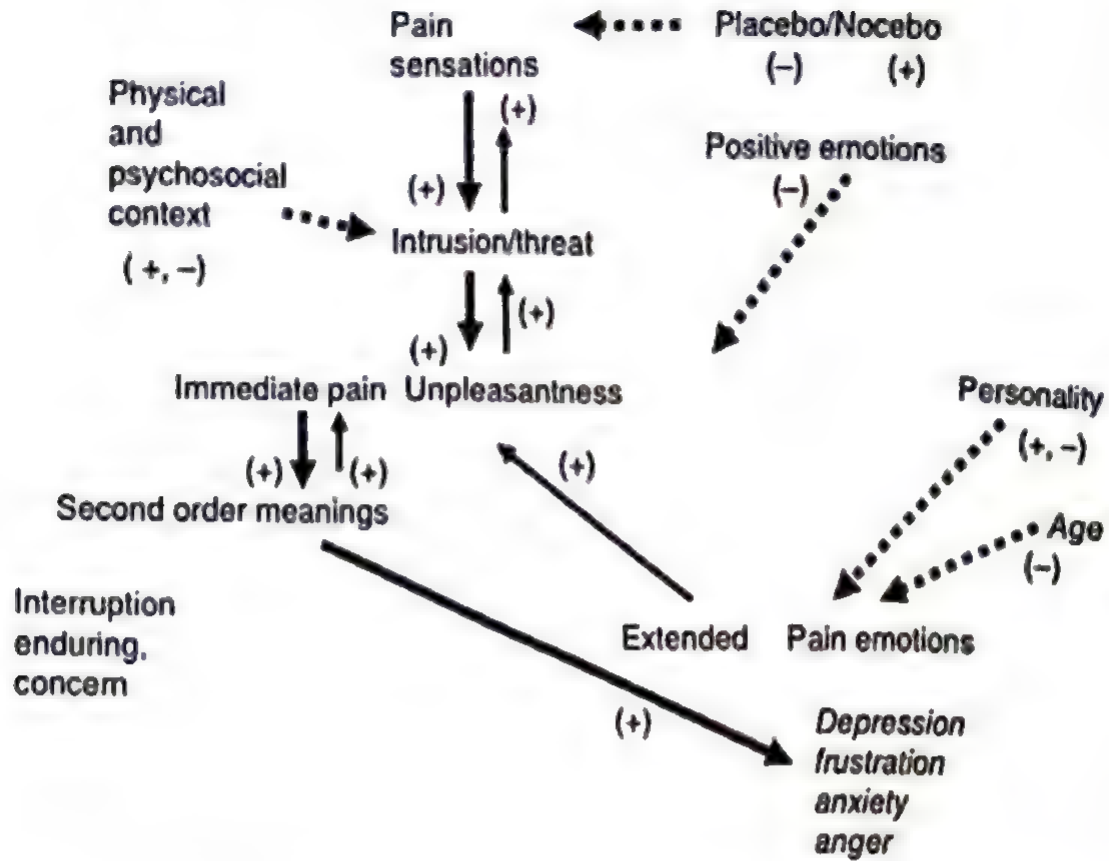 Pain
sensations
Placebo/Nocebo
(–) (+)
Physical
and
psychosocial
context
(+, –)
(+)
(+)
Positive emotions
(–)
Intrusion/threat
(+)
(+)
Immediate pain Unpleasantness
Personality
(+, –)
(+) (+)
(+)
Second order meanings
Age
(–)
Interruption
enduring,
concern
Extended Pain emotions
(+)
Depression
frustration
anxiety
anger